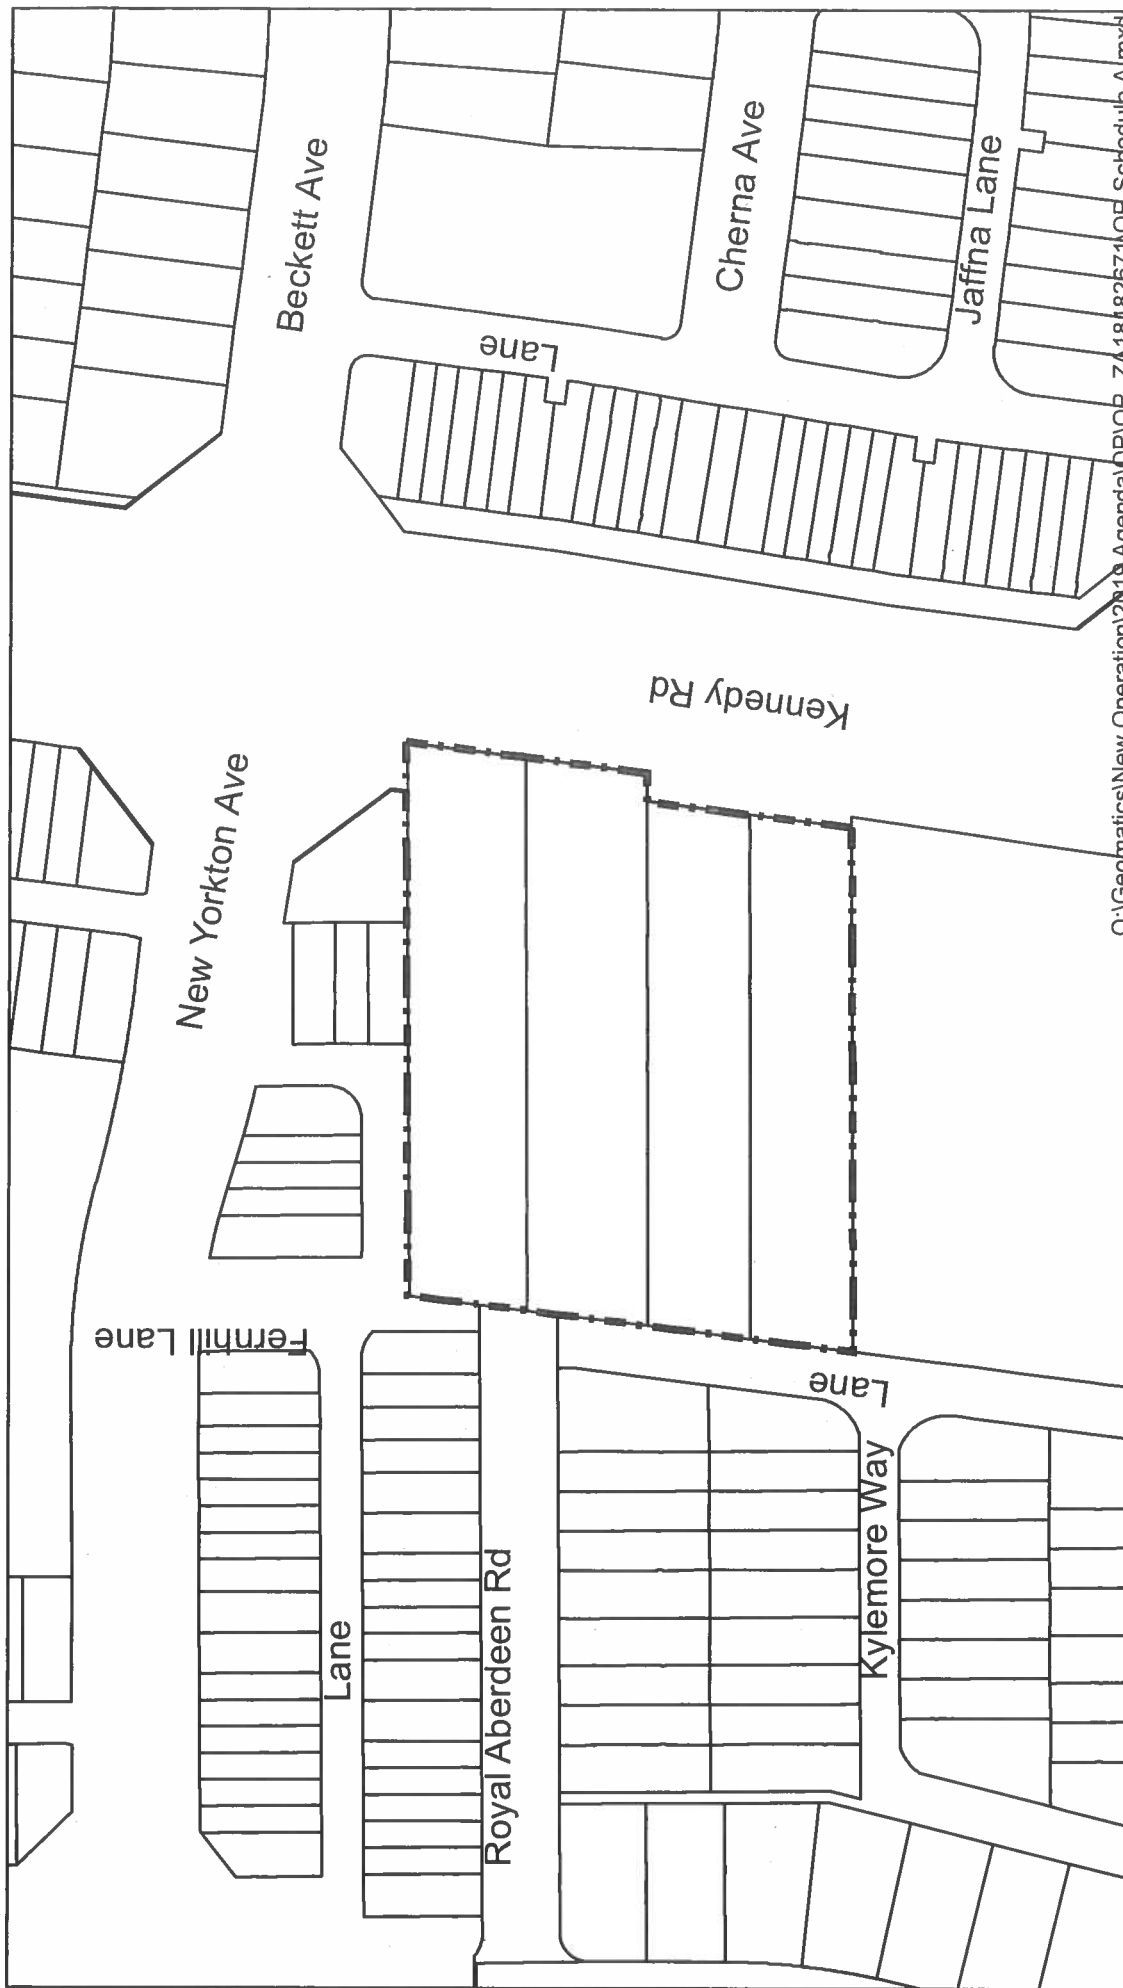 Beckett Ave
Cherna Ave
Jaffna Lane
Lane
Kennedy Rd
New Yorkton Ave
Fernhill Lane
Lane
Kylemore Way
Lane
Royal Aberdeen Rd